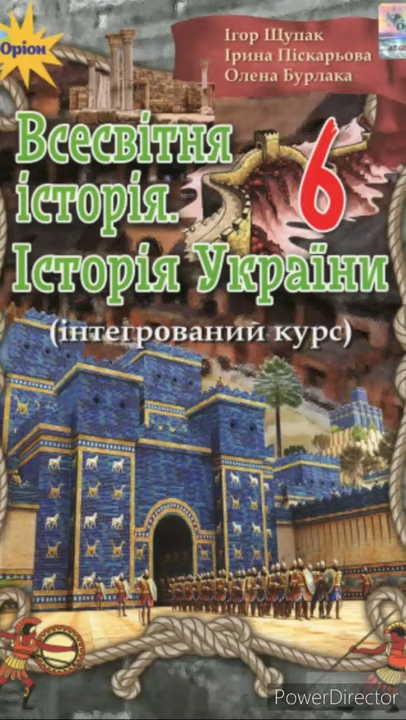 Оріон
Ігор Щупак
Ірина Піскарьова
Олена Бурлака
Всесвітня
історія.
6
Історія України
(інтегрований курс)
PowerDirector